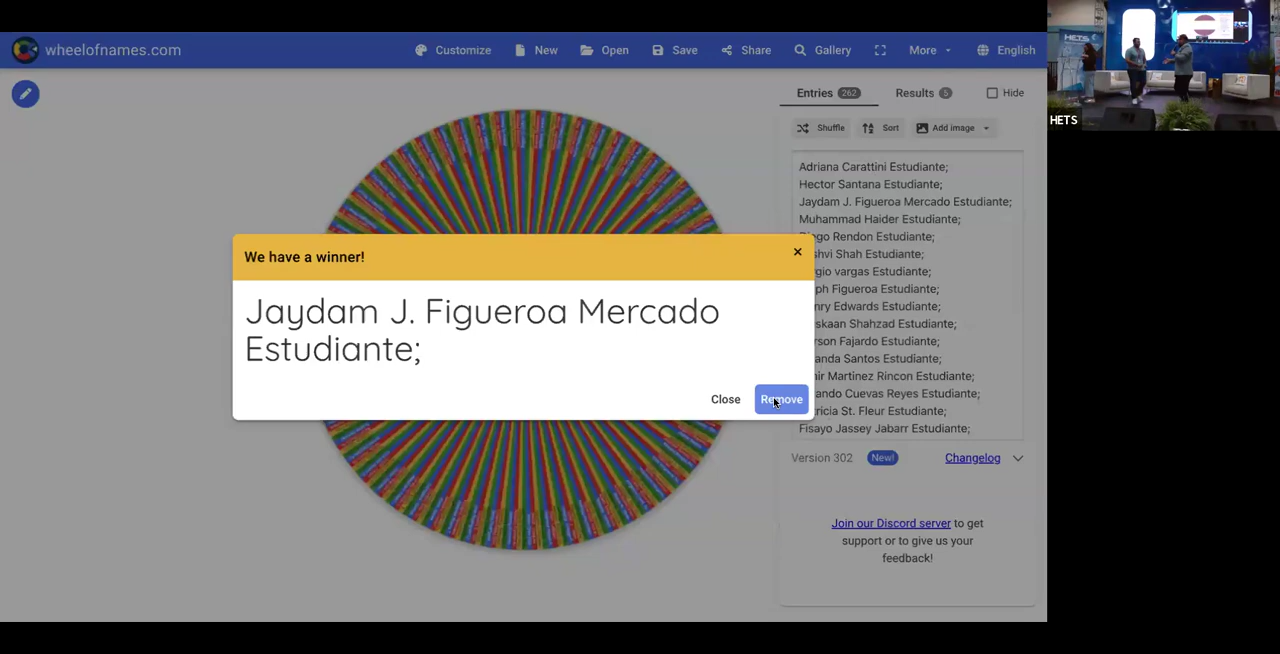 wheelofnames.com
Customize
New
Open
Save
Share
Gallery
More
English
Entries 262
Results 5
Hide
Shuffle
Sort
Add image
Adriana Carattini Estudiante;
Hector Santana Estudiante;
Jaydam J. Figueroa Mercado Estudiante;
Muhammad Haider Estudiante;
Rendon Estudiante;
Shah Estudiante;
vargas Estudiante;
Figueroa Estudiante;
Edwards Estudiante;
Shahzad Estudiante;
Fajardo Estudiante;
Santos Estudiante;
Martinez Rincon Estudiante;
Cuevas Reyes Estudiante;
St. Fleur Estudiante;
Fisayo Jassey Jabarr Estudiante;
We have a winner!
Jaydam J. Figueroa Mercado
Estudiante;
Close
Remove
Version 302
New!
Changelog
Join our Discord server to get
support or to give us your
feedback!
HETS
HETS